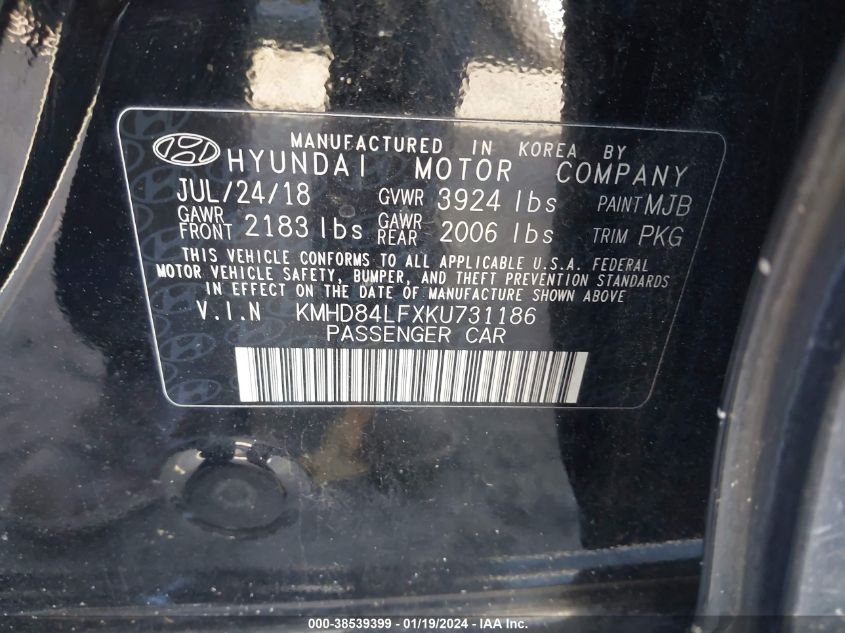 MANUFACTURED IN KOREA BY
HYUNDAI MOTOR COMPANY
JUL/24/18 GVWR 3924 lbs PAINT MJB
GAWR FRONT 2183 lbs GAWR REAR 2006 lbs TRIM PKG
THIS VEHICLE CONFORMS TO ALL APPLICABLE U.S.A. FEDERAL
MOTOR VEHICLE SAFETY, BUMPER, AND THEFT PREVENTION STANDARDS
IN EFFECT ON THE DATE OF MANUFACTURE SHOWN ABOVE
V.I.N KMHD84LFXKU731186
PASSENGER CAR
000-38539399 - 01/19/2024 - IAA Inc.